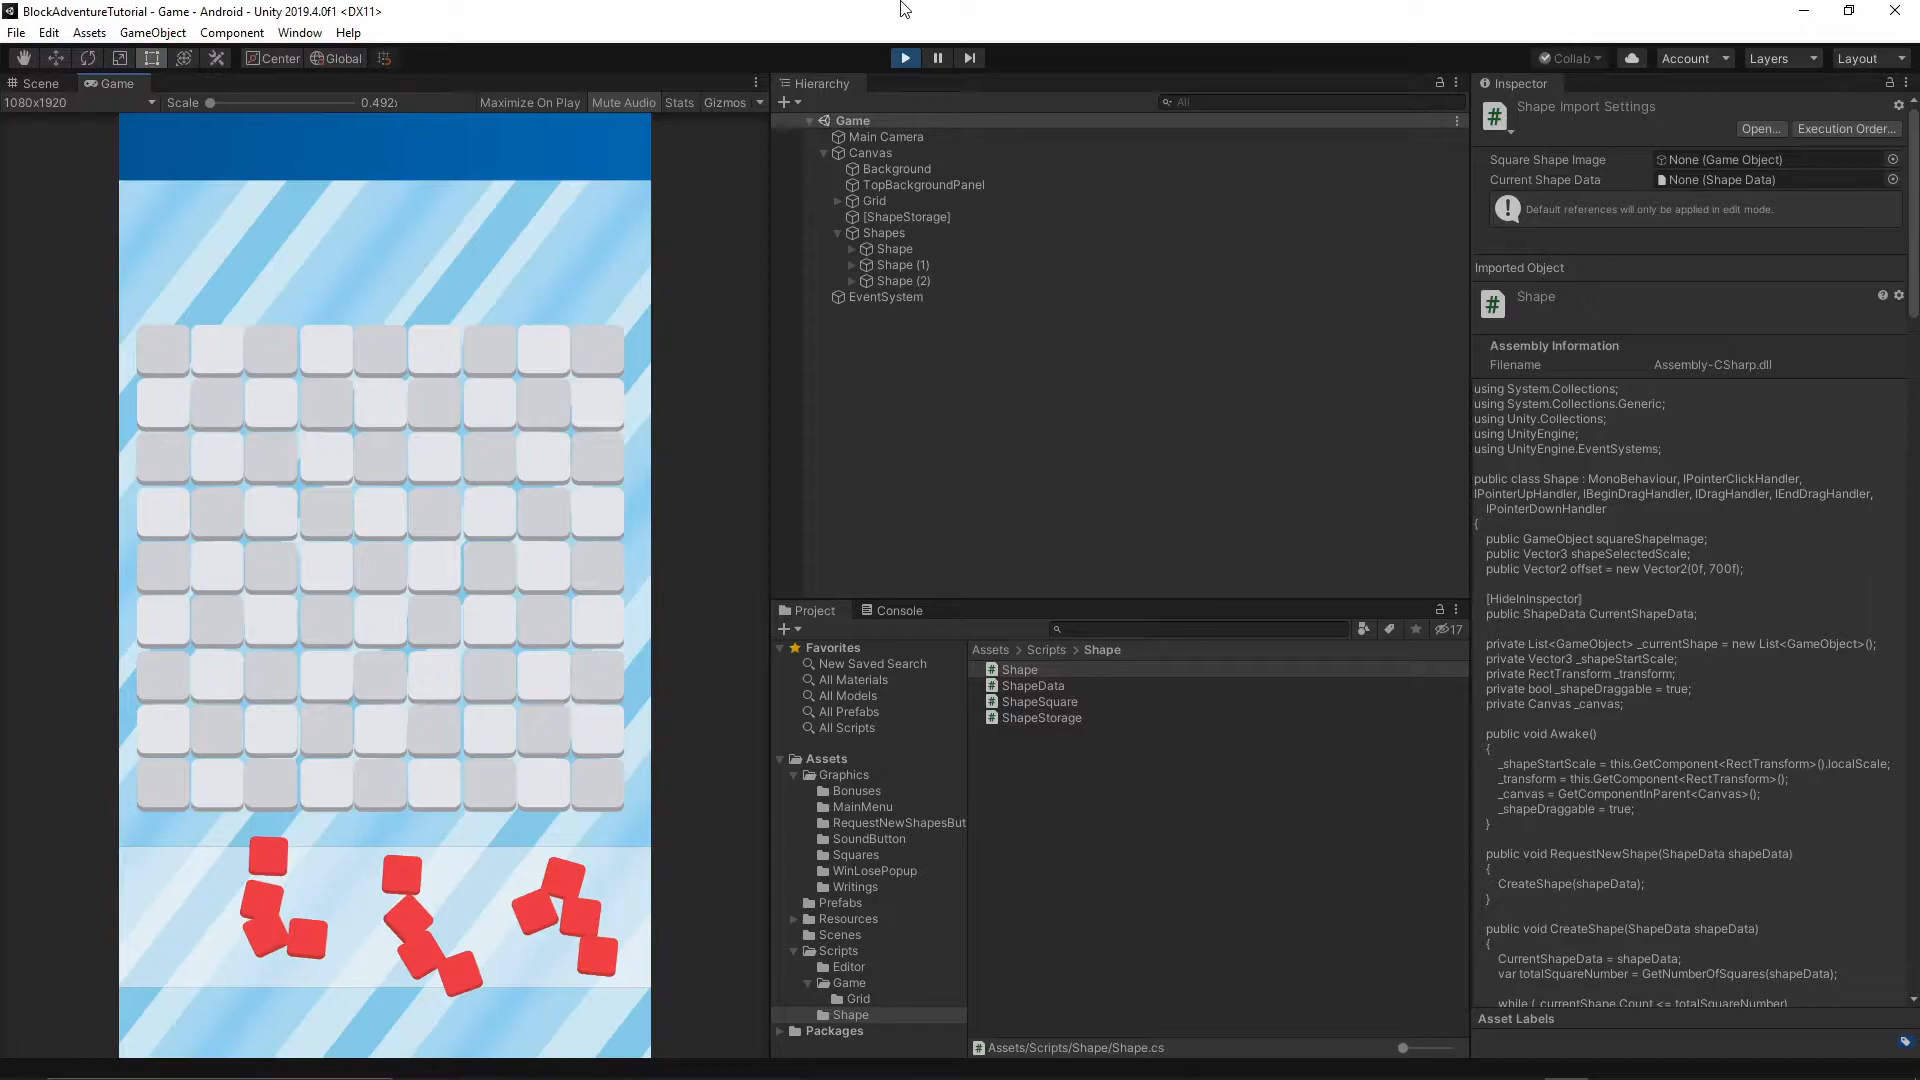 BlockAdventureTutorial - Game - Android - Unity 2019.4.0f1 <DX11>
File Edit Assets GameObject Component Window Help
Center Global
Collab Account Layers Layout
Scene Game
1080x1920 Scale 0.492x Maximize On Play Mute Audio Stats Gizmos
Hierarchy
All
Game
Main Camera
Canvas
Background
TopBackgroundPanel
Grid
[ShapeStorage]
Shapes
Shape
Shape (1)
Shape (2)
EventSystem
Project Console
17
Favorites
New Saved Search
All Materials
All Models
All Prefabs
All Scripts
Assets
Graphics
Bonuses
MainMenu
RequestNewShapesBut
SoundButton
Squares
WinLosePopup
Writings
Prefabs
Resources
Scenes
Scripts
Editor
Game
Grid
Shape
Packages
Assets > Scripts > Shape
Shape
ShapeData
ShapeSquare
ShapeStorage
Assets/Scripts/Shape/Shape.cs
Inspector
Shape Import Settings
Open... Execution Order...
Square Shape Image None (Game Object)
Current Shape Data None (Shape Data)
Default references will only be applied in edit mode.
Imported Object
Shape
Assembly Information
Filename Assembly-CSharp.dll
using System.Collections;
using System.Collections.Generic;
using Unity.Collections;
using UnityEngine;
using UnityEngine.EventSystems;
public class Shape : MonoBehaviour, IPointerClickHandler,
IPointerUpHandler, IBeginDragHandler, IDragHandler, IEndDragHandler,
IPointerDownHandler
{
public GameObject squareShapeImage;
public Vector3 shapeSelectedScale;
public Vector2 offset = new Vector2(0f, 700f);
[HideInInspector]
public ShapeData CurrentShapeData;
private List<GameObject> _currentShape = new List<GameObject>();
private Vector3 _shapeStartScale;
private RectTransform _transform;
private bool _shapeDraggable = true;
private Canvas _canvas;
public void Awake()
{
_shapeStartScale = this.GetComponent<RectTransform>().localScale;
_transform = this.GetComponent<RectTransform>();
_canvas = GetComponentInParent<Canvas>();
_shapeDraggable = true;
}
public void RequestNewShape(ShapeData shapeData)
{
CreateShape(shapeData);
}
public void CreateShape(ShapeData shapeData)
{
CurrentShapeData = shapeData;
var totalSquareNumber = GetNumberOfSquares(shapeData);
while (_currentShape.Count <= totalSquareNumber)
Asset Labels